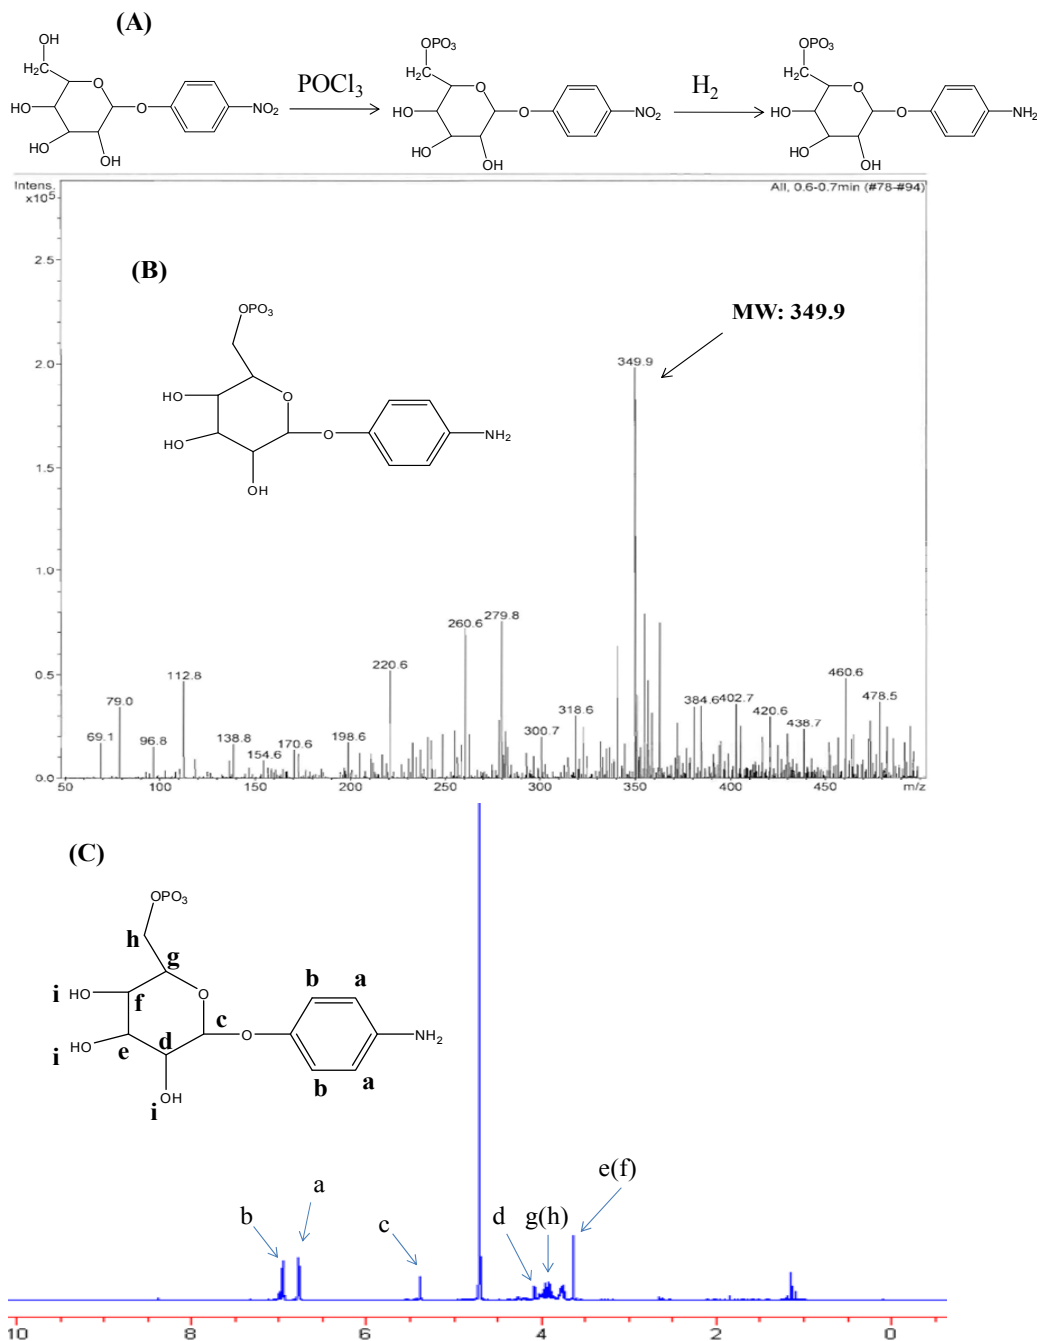 (A)
OH
H2C
O
HO
HO
OH
O
NO2
POCl3
OPO3
H2C
O
HO
HO
OH
O
NO2
H2
OPO3
H2C
O
HO
HO
OH
O
NH2
Intens.
x10^5
All, 0.6-0.7min (#78-#94)
2.5
2.0
1.5
1.0
0.5
0.0
(B)
OPO3
HO
O
HO
O
NH2
OH
MW: 349.9
349.9
69.1
79.0
96.8
112.8
138.8
154.6
170.6
198.6
220.6
260.6
279.8
300.7
318.6
384.6
402.7
420.6
438.7
460.6
478.5
50 100 150 200 250 300 350 400 450 m/z
(C)
OPO3
h
g
b a
i HO
f
O
c
O
NH2
i HO
e
d
b a
OH
i
b
a
c
d
g(h)
e(f)
10 8 6 4 2 0